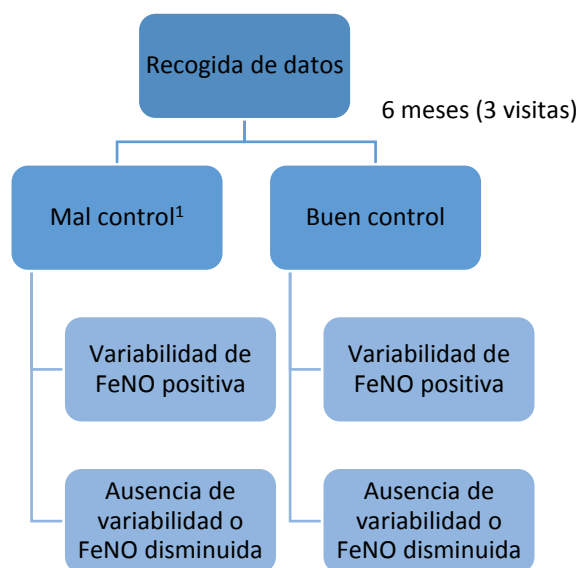 Recogida de datos
6 meses (3 visitas)
Mal control¹
Buen control
Variabilidad de
FeNO positiva
Variabilidad de
FeNO positiva
Ausencia de
variabilidad o
FeNO disminuida
Ausencia de
variabilidad o
FeNO disminuida